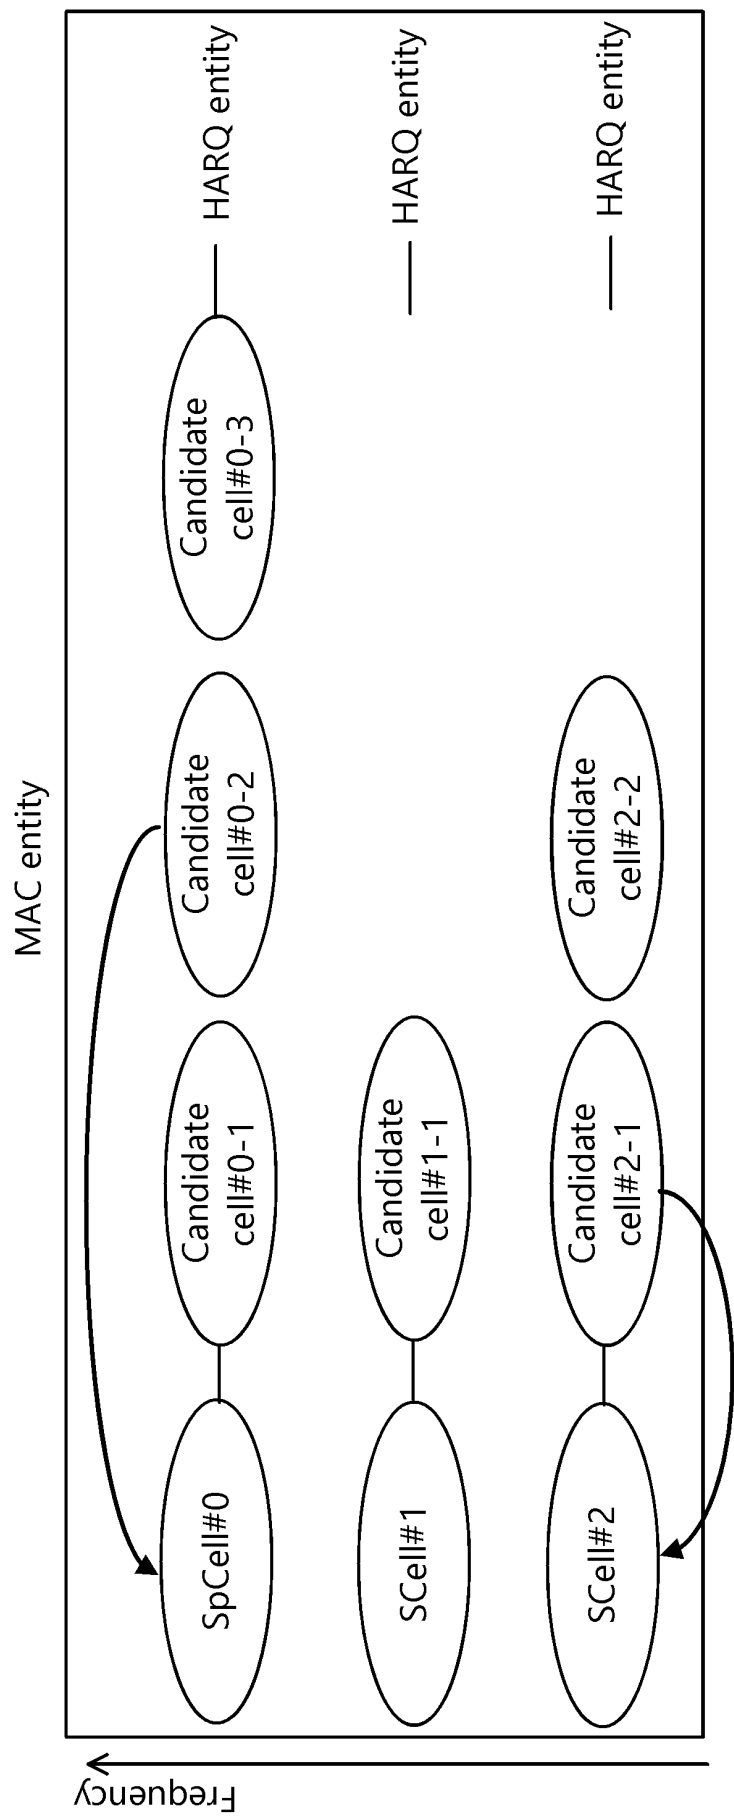 MAC entity
SpCell#0
Candidate
cell#0-1
Candidate
cell#0-2
Candidate
cell#0-3
HARQ entity
SCell#1
Candidate
cell#1-1
HARQ entity
SCell#2
Candidate
cell#2-1
Candidate
cell#2-2
HARQ entity
Frequency